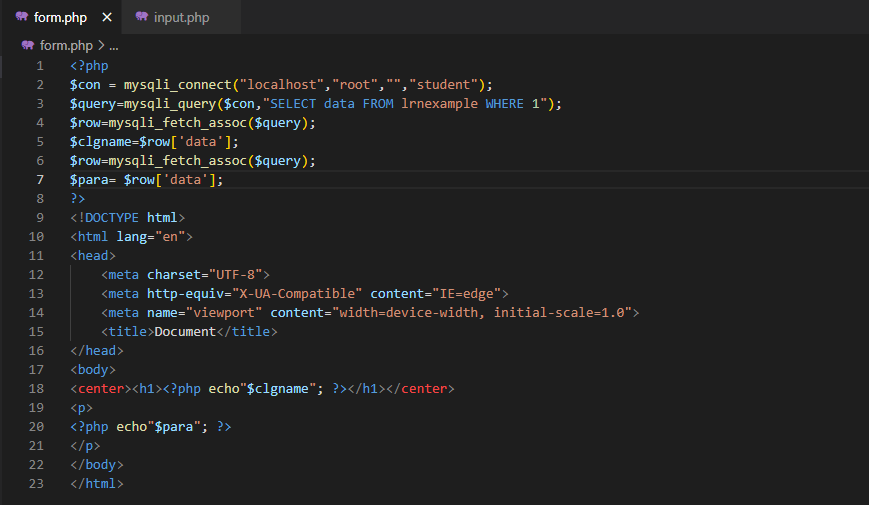 form.php × input.php
form.php > ...
1 <?php
2 $con = mysqli_connect("localhost","root","","student");
3 $query=mysqli_query($con,"SELECT data FROM lrnexample WHERE 1");
4 $row=mysqli_fetch_assoc($query);
5 $clgname=$row['data'];
6 $row=mysqli_fetch_assoc($query);
7 $para= $row['data'];
8 ?>
9 <!DOCTYPE html>
10 <html lang="en">
11 <head>
12     <meta charset="UTF-8">
13     <meta http-equiv="X-UA-Compatible" content="IE=edge">
14     <meta name="viewport" content="width=device-width, initial-scale=1.0">
15     <title>Document</title>
16 </head>
17 <body>
18 <center><h1><?php echo"$clgname"; ?></h1></center>
19 <p>
20 <?php echo"$para"; ?>
21 </p>
22 </body>
23 </html>